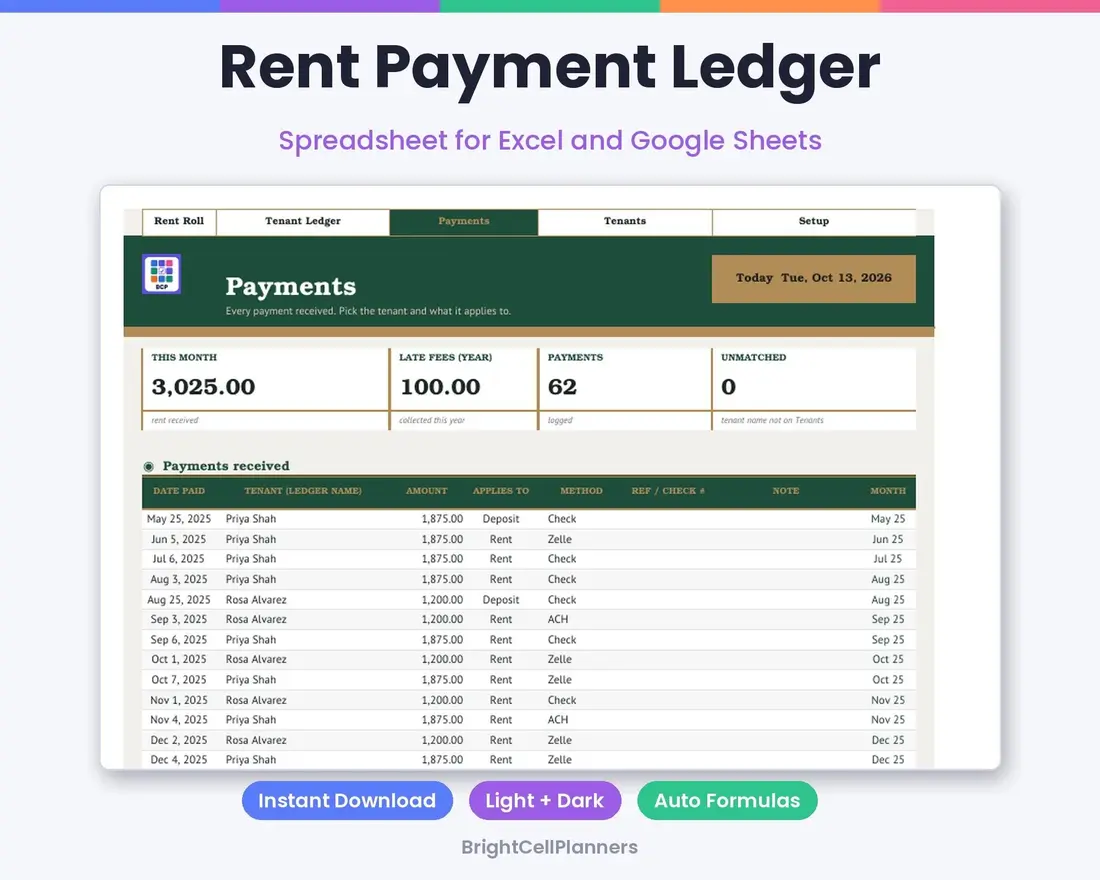 Rent Payment Ledger
Spreadsheet for Excel and Google Sheets
Rent Roll Tenant Ledger Payments Tenants Setup
BCP
Payments
Every payment received. Pick the tenant and what it applies to.
Today Tue, Oct 13, 2026
THIS MONTH LATE FEES (YEAR) PAYMENTS UNMATCHED
3,025.00 100.00 62 0
rent received collected this year logged tenant name not on Tenants
◉ Payments received
DATE PAID TENANT (LEDGER NAME) AMOUNT APPLIES TO METHOD REF / CHECK # NOTE MONTH
May 25, 2025 Priya Shah 1,875.00 Deposit Check May 25
Jun 5, 2025 Priya Shah 1,875.00 Rent Zelle Jun 25
Jul 6, 2025 Priya Shah 1,875.00 Rent Check Jul 25
Aug 3, 2025 Priya Shah 1,875.00 Rent Check Aug 25
Aug 25, 2025 Rosa Alvarez 1,200.00 Deposit Check Aug 25
Sep 3, 2025 Rosa Alvarez 1,200.00 Rent ACH Sep 25
Sep 6, 2025 Priya Shah 1,875.00 Rent Check Sep 25
Oct 1, 2025 Rosa Alvarez 1,200.00 Rent Zelle Oct 25
Oct 7, 2025 Priya Shah 1,875.00 Rent Zelle Oct 25
Nov 1, 2025 Rosa Alvarez 1,200.00 Rent Check Nov 25
Nov 4, 2025 Priya Shah 1,875.00 Rent ACH Nov 25
Dec 2, 2025 Rosa Alvarez 1,200.00 Rent Zelle Dec 25
Dec 4, 2025 Priya Shah 1,875.00 Rent Zelle Dec 25
Instant Download Light + Dark Auto Formulas
BrightCellPlanners